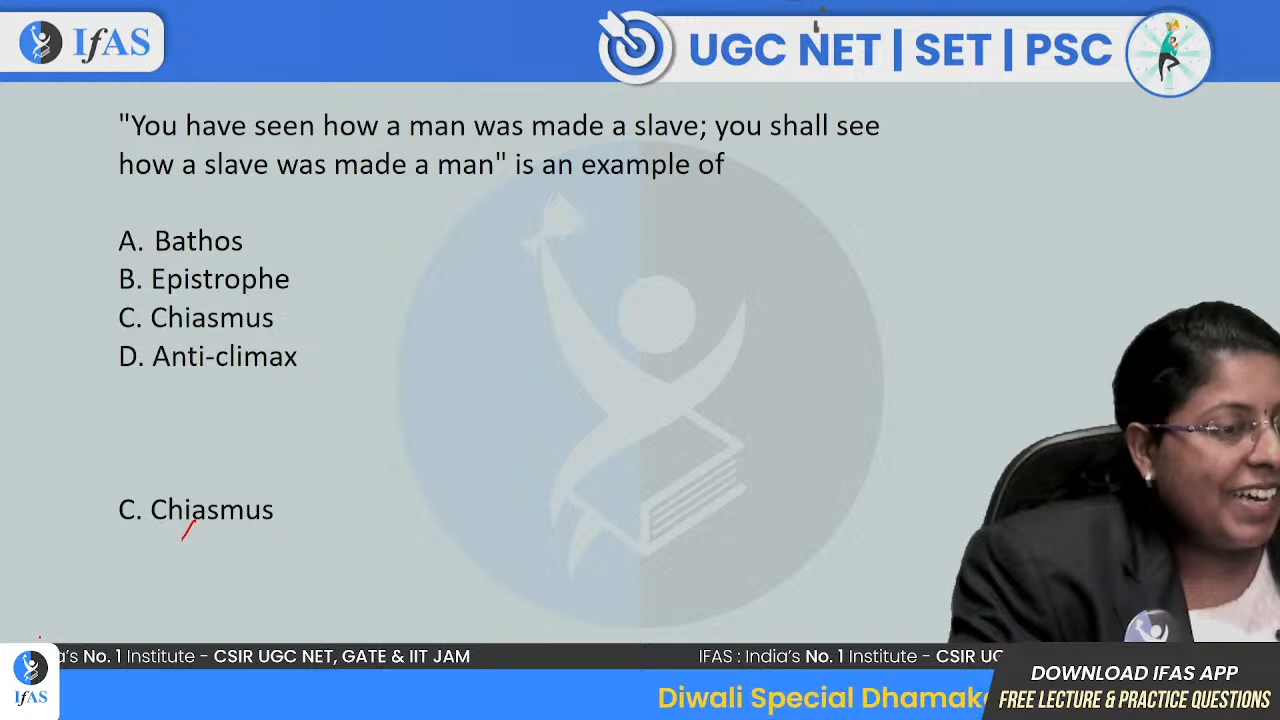 IfAS
UGC NET | SET | PSC
"You have seen how a man was made a slave; you shall see
how a slave was made a man" is an example of
A. Bathos
B. Epistrophe
C. Chiasmus
D. Anti-climax
C. Chiasmus
No. 1 Institute - CSIR UGC NET, GATE & IIT JAM
IFAS : India's No. 1 Institute - CSIR
DOWNLOAD IFAS APP
IfAS
Diwali Special
FREE LECTURE & PRACTICE QUESTIONS